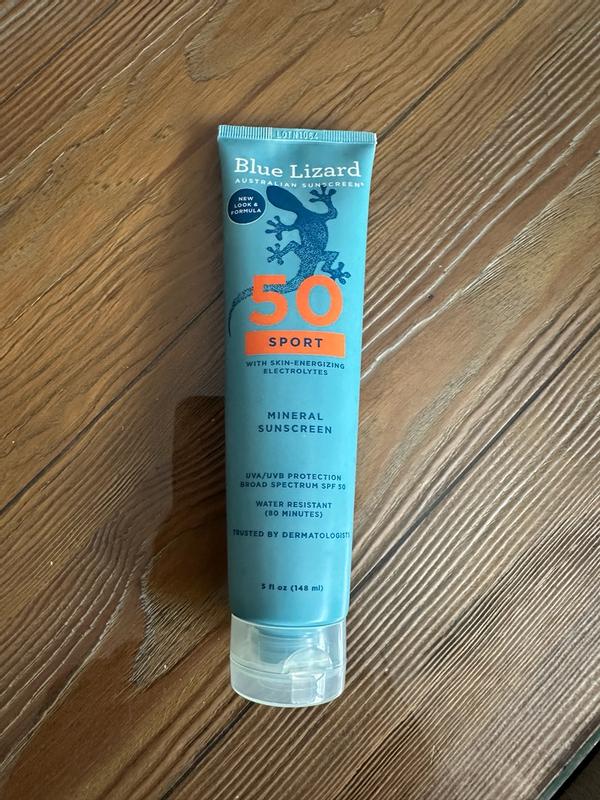 LOTN1064
Blue Lizard
AUSTRALIAN SUNSCREEN®
NEW
LOOK &
FORMULA
50
SPORT
WITH SKIN-ENERGIZING
ELECTROLYTES
MINERAL
SUNSCREEN
UVA/UVB PROTECTION
BROAD SPECTRUM SPF 50
WATER RESISTANT
(80 MINUTES)
TRUSTED BY DERMATOLOGISTS
5 fl oz (148 ml)